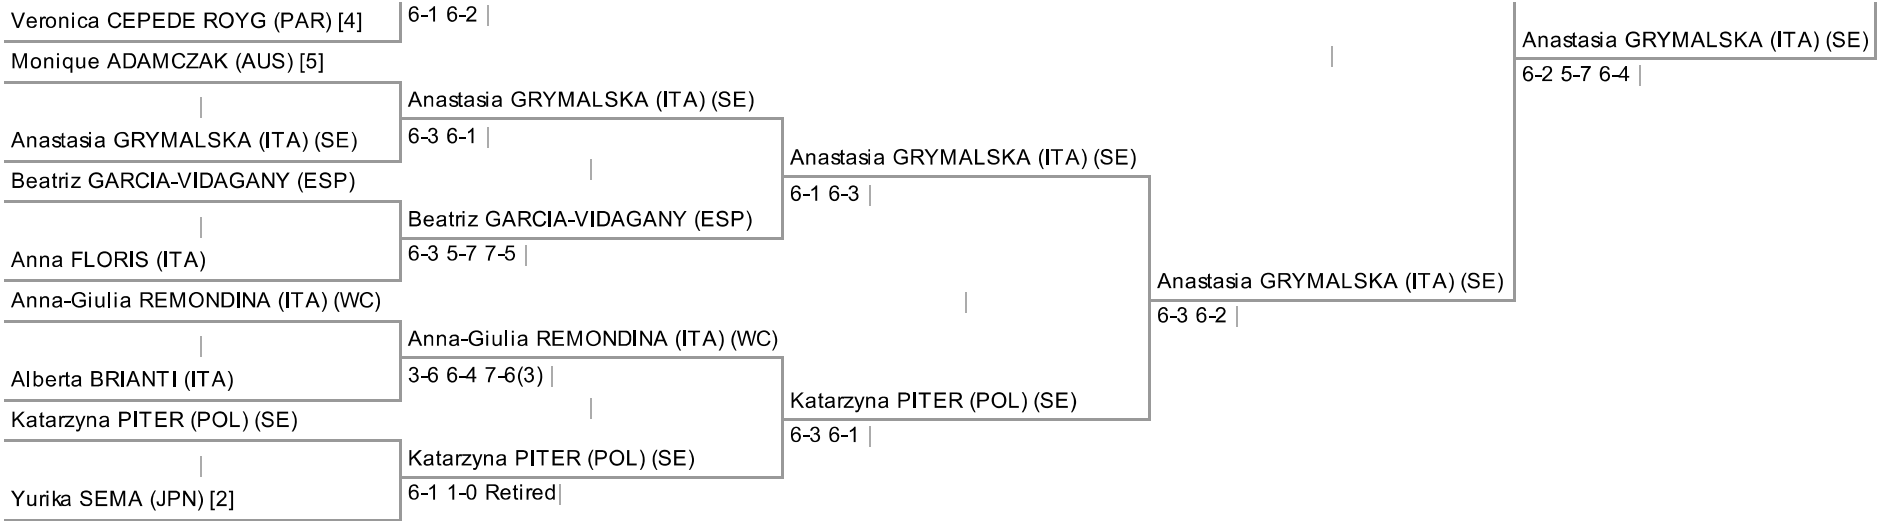 Veronica CEPEDE ROYG (PAR) [4]
6-1 6-2
Monique ADAMCZAK (AUS) [5]
Anastasia GRYMALSKA (ITA) (SE)
Anastasia GRYMALSKA (ITA) (SE)
6-3 6-1
Beatriz GARCIA-VIDAGANY (ESP)
Anastasia GRYMALSKA (ITA) (SE)
6-1 6-3
Beatriz GARCIA-VIDAGANY (ESP)
6-3 5-7 7-5
Anna FLORIS (ITA)
Anna-Giulia REMONDINA (ITA) (WC)
Anastasia GRYMALSKA (ITA) (SE)
6-3 6-2
Anna-Giulia REMONDINA (ITA) (WC)
3-6 6-4 7-6(3)
Alberta BRIANTI (ITA)
Katarzyna PITER (POL) (SE)
Katarzyna PITER (POL) (SE)
6-3 6-1
Katarzyna PITER (POL) (SE)
6-1 1-0 Retired
Yurika SEMA (JPN) [2]
Anastasia GRYMALSKA (ITA) (SE)
6-2 5-7 6-4